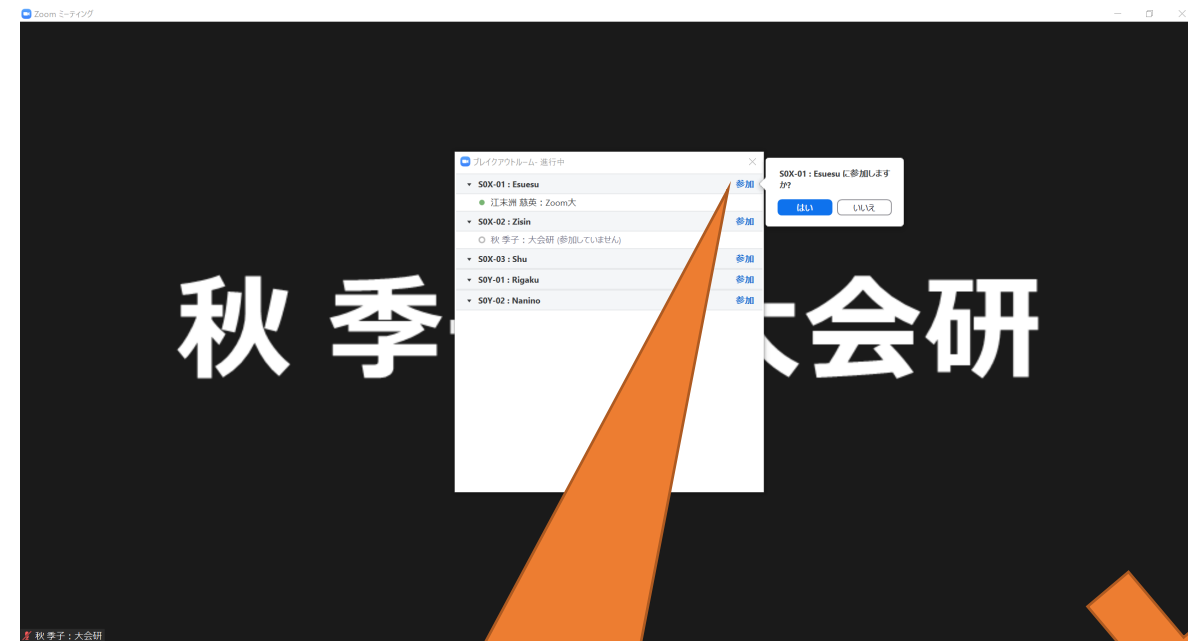 Zoom ミーティング
ブレイクアウトルーム- 進行中
S0X-01 : Esuesu 参加
江末洲 慈英：Zoom大
S0X-02 : Zisin 参加
秋 季子：大会研 (参加していません)
S0X-03 : Shu 参加
S0Y-01 : Rigaku 参加
S0Y-02 : Nanino 参加
S0X-01 : Esuesu に参加します
か?
はい いいえ
秋 季 大会研
秋 季子：大会研